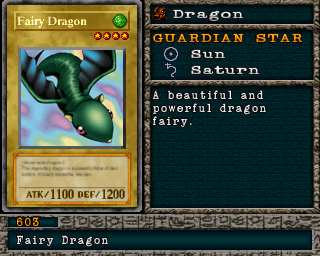 Fairy Dragon
ATK/1100 DEF/1200
Dragon
GUARDIAN STAR
Sun
Saturn
A beautiful and
powerful dragon
fairy.
603
Fairy Dragon